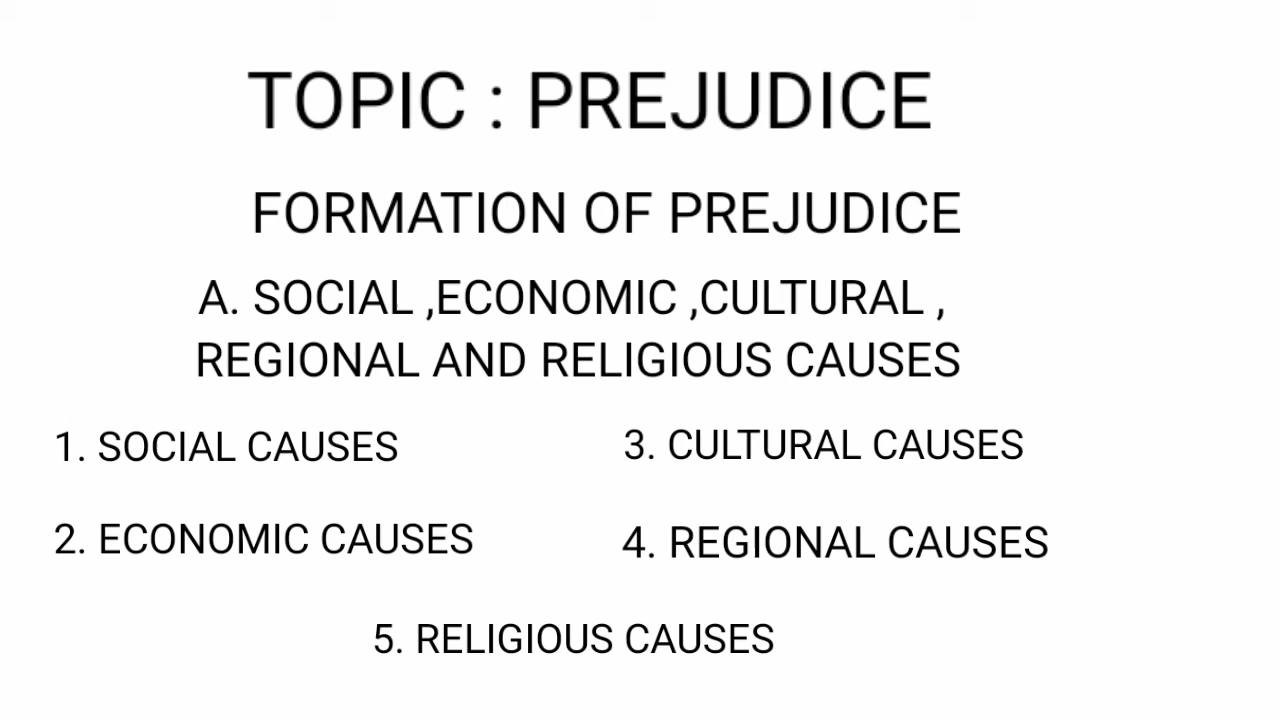 TOPIC : PREJUDICE
FORMATION OF PREJUDICE
A. SOCIAL ,ECONOMIC ,CULTURAL ,
REGIONAL AND RELIGIOUS CAUSES
1. SOCIAL CAUSES
2. ECONOMIC CAUSES
3. CULTURAL CAUSES
4. REGIONAL CAUSES
5. RELIGIOUS CAUSES